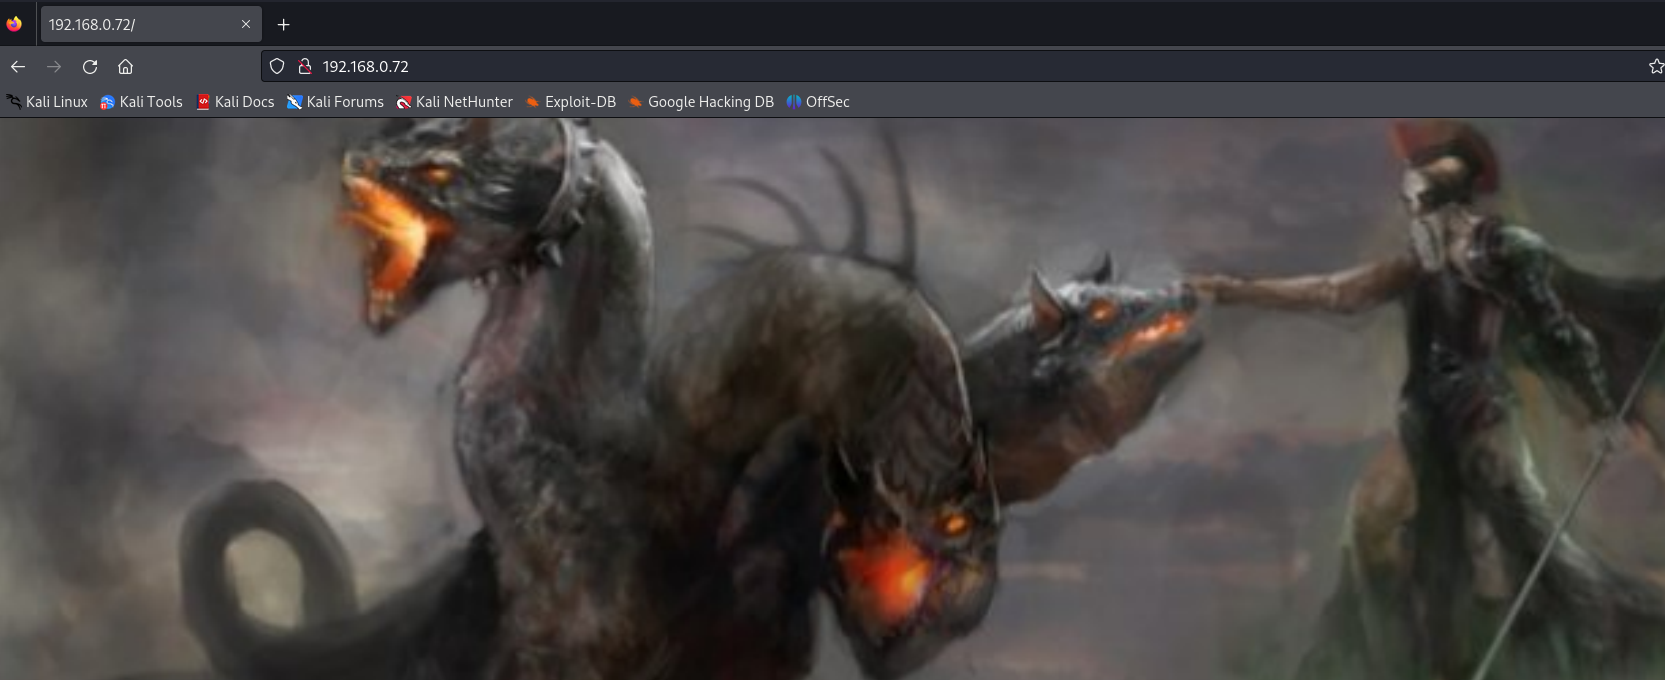 192.168.0.72/
192.168.0.72
Kali Linux Kali Tools Kali Docs Kali Forums Kali NetHunter Exploit-DB Google Hacking DB OffSec